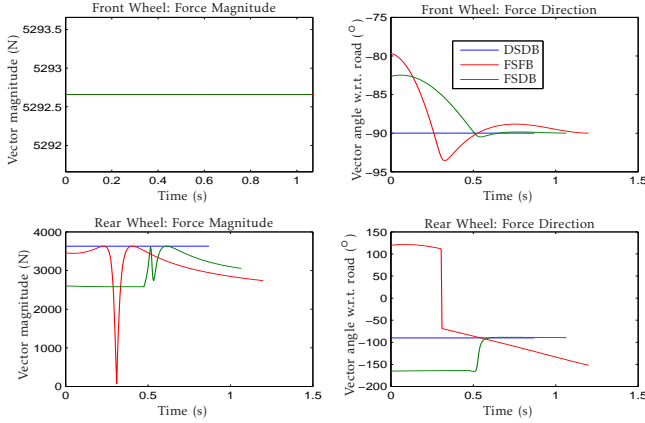 Front Wheel: Force Magnitude
Vector magnitude (N)
5293.5
5293
5292.5
5292
0 0.2 0.4 0.6 0.8 1
Time (s)
Front Wheel: Force Direction
Vector angle w.r.t. road (°)
−75
−80
−85
−90
−95
DSDB
FSFB
FSDB
0 0.5 1 1.5
Time (s)
Rear Wheel: Force Magnitude
Vector magnitude (N)
4000
3000
2000
1000
0
0 0.5 1 1.5
Time (s)
Rear Wheel: Force Direction
Vector angle w.r.t. road (°)
150
100
50
0
−50
−100
−150
−200
0 0.5 1 1.5
Time (s)